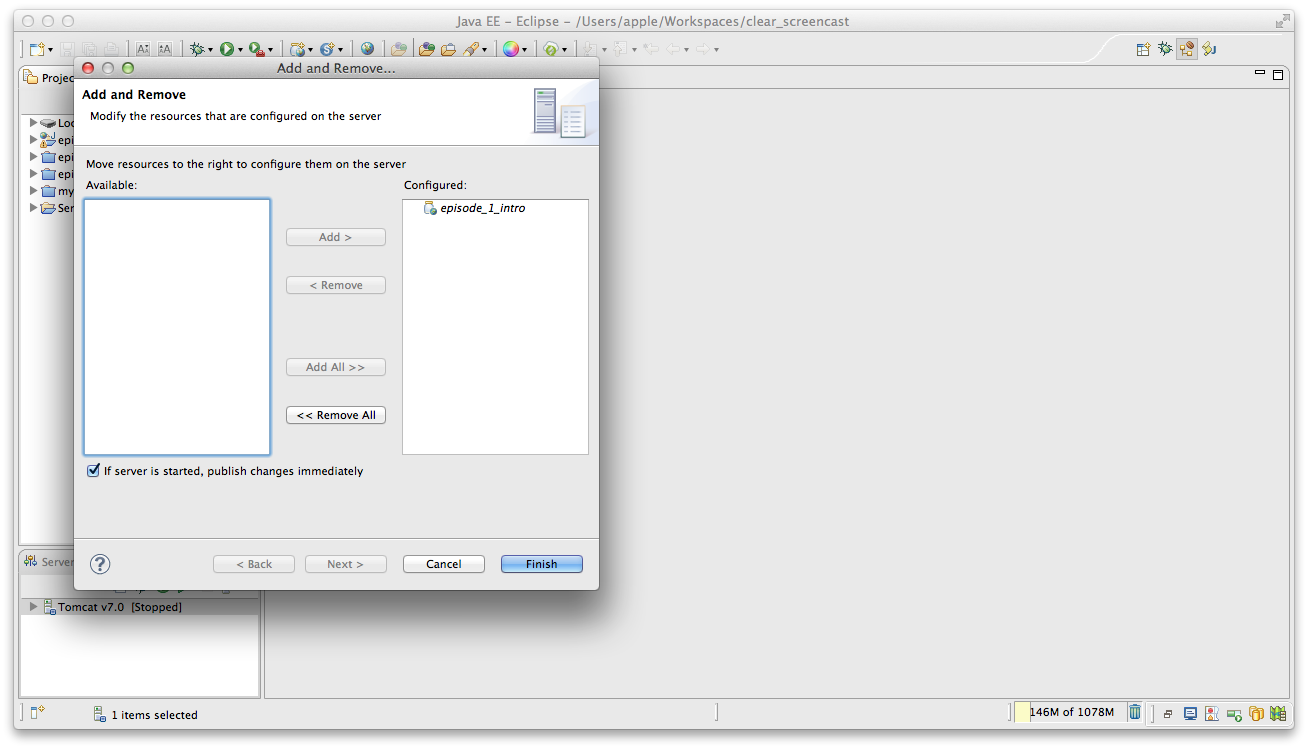 Java EE – Eclipse – /Users/apple/Workspaces/clear_screencast
Add and Remove...
Projec
Add and Remove
Modify the resources that are configured on the server
Loc
epi
epi
epi
my
Ser
Move resources to the right to configure them on the server
Available:
Configured:
episode_1_intro
Add >
< Remove
Add All >>
<< Remove All
If server is started, publish changes immediately
< Back
Next >
Cancel
Finish
Server
Tomcat v7.0 [Stopped]
1 items selected
146M of 1078M